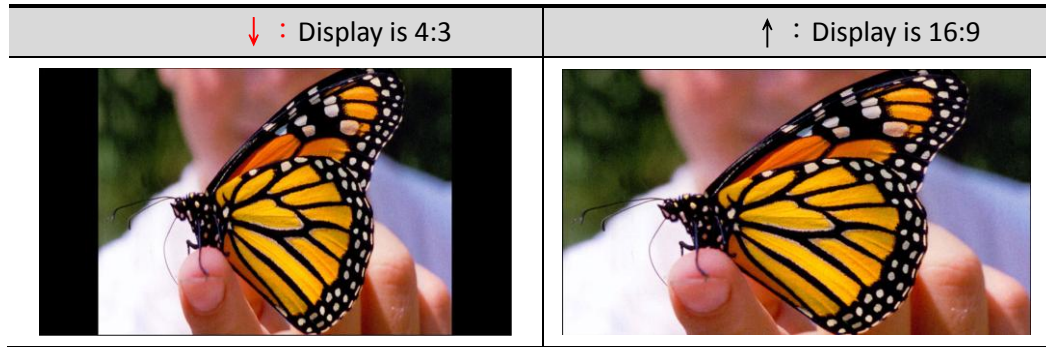 ↓ : Display is 4:3
↑ : Display is 16:9